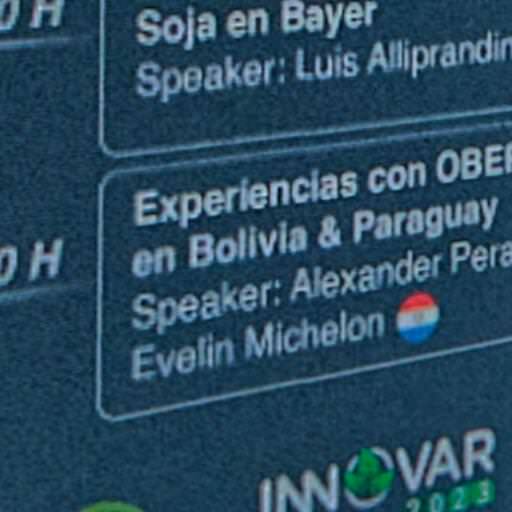 0 H
Soja en Bayer
Speaker: Luis Alliprandin
Experiencias con OBE
en Bolivia & Paraguay
0 H
Speaker: Alexander Pera
Evelin Michelon
INNOVAR
2023